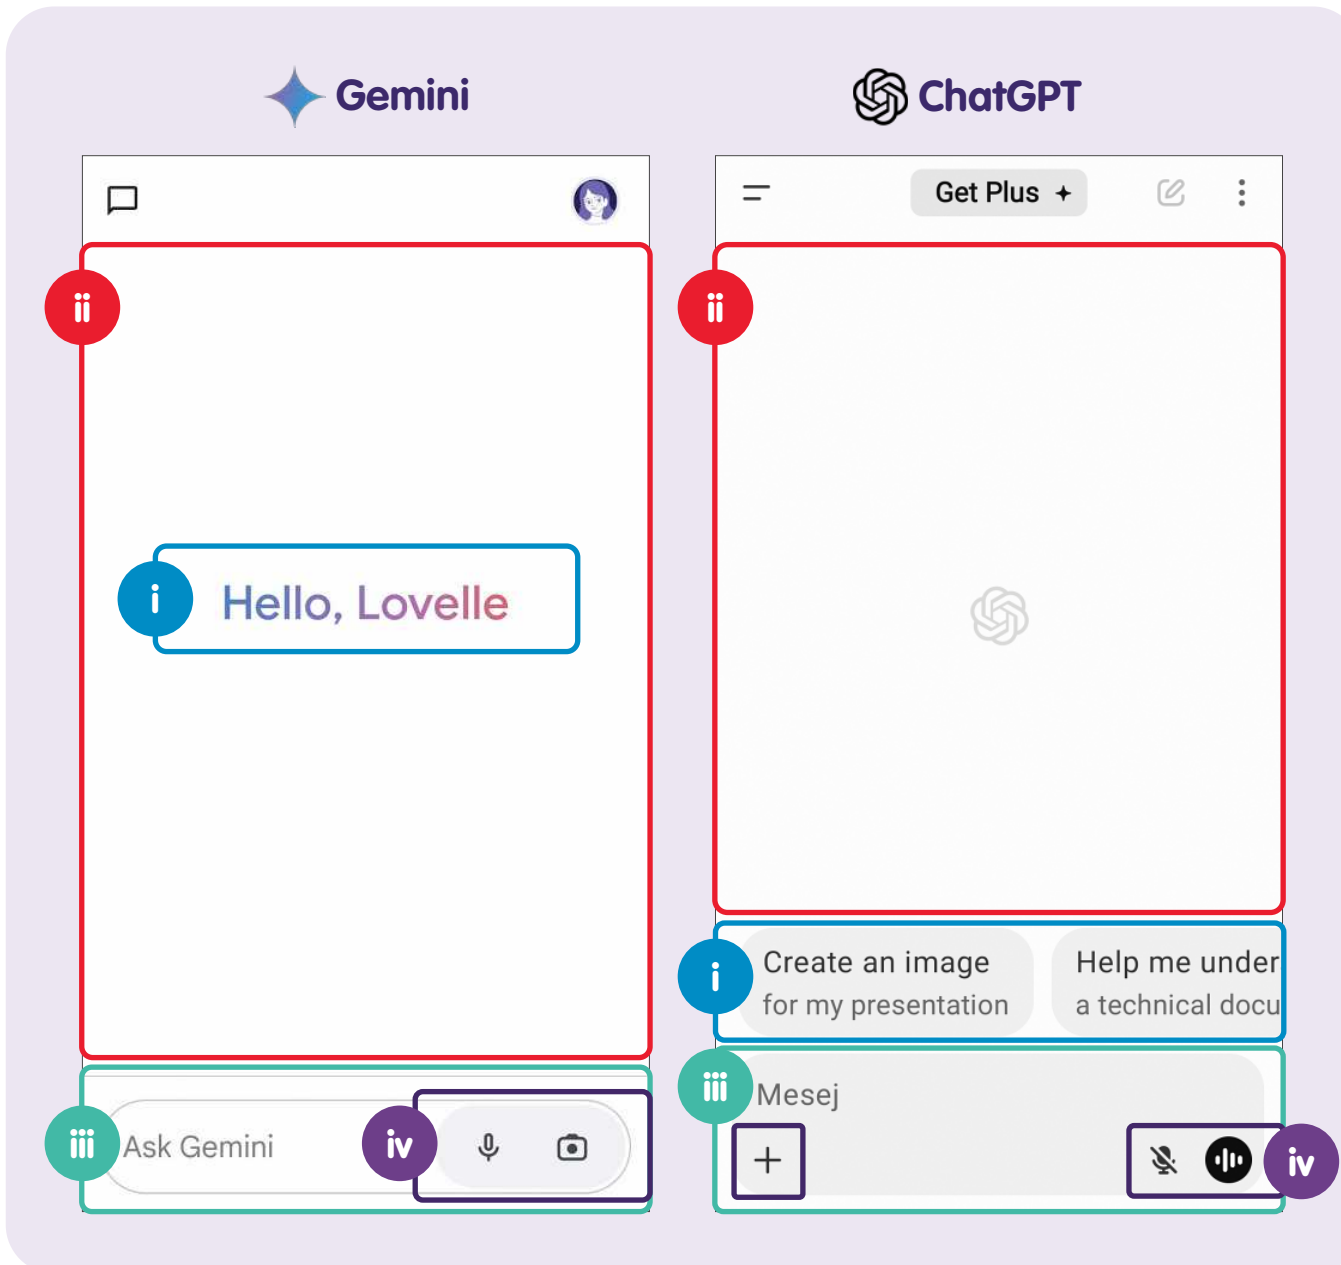 Gemini
ii
i
Hello, Lovelle
iii
Ask Gemini
iv
ChatGPT
Get Plus
ii
i
Create an image
for my presentation
Help me under
a technical docu
iii
Mesej
iv